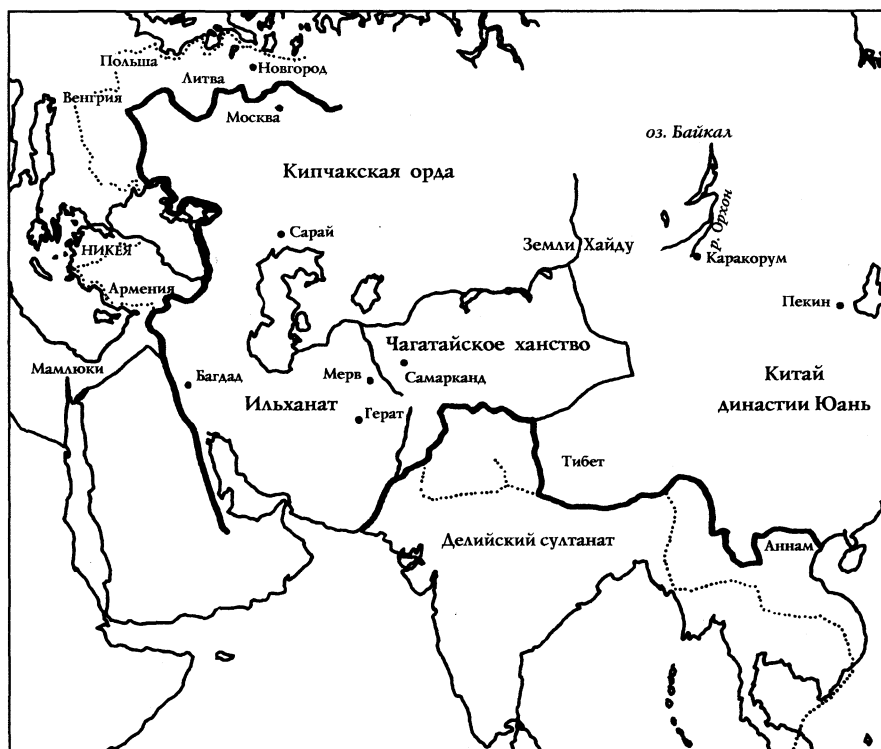 Польша
Новгород
Литва
Венгрия
Москва
оз. Байкал
Кипчакская орда
р. Орхон
Сарай
НИКЕЯ
Земли Хайду
Каракорум
Армения
Пекин
Чагатайское ханство
Мамлюки
Багдад
Мерв
Самарканд
Китай
династии Юань
Ильханат
Герат
Тибет
Делийский султанат
Аннам